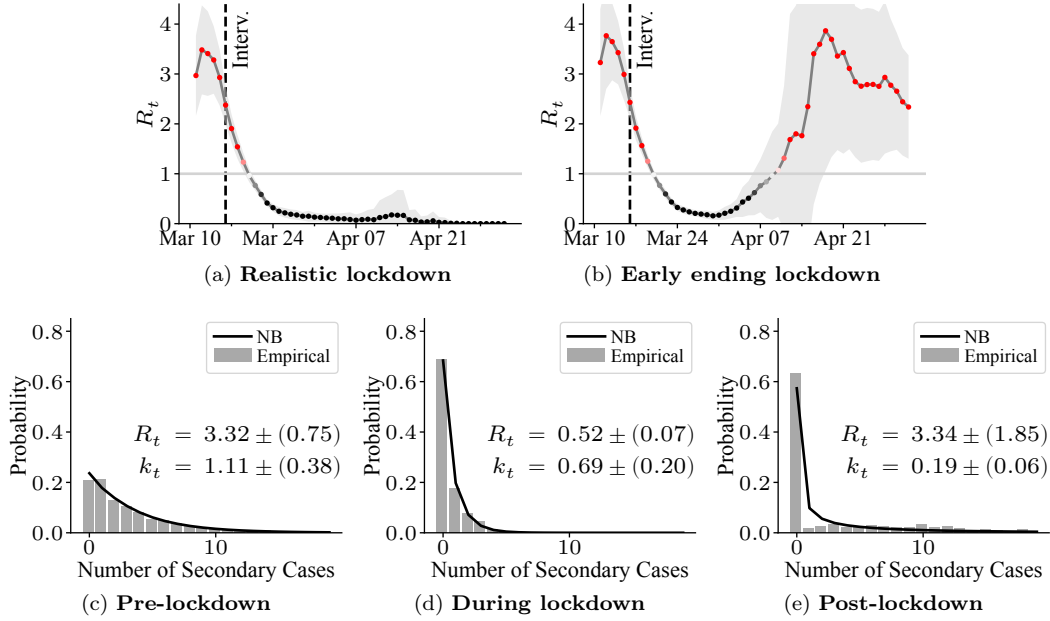 4
3
2
1
0
R_t
Interv.
Mar 10
Mar 24
Apr 07
Apr 21
(a) Realistic lockdown
4
3
2
1
0
R_t
Interv.
Mar 10
Mar 24
Apr 07
Apr 21
(b) Early ending lockdown
0.8
0.6
0.4
0.2
0.0
Probability
NB
Empirical
R_t = 3.32 ± (0.75)
k_t = 1.11 ± (0.38)
0
10
Number of Secondary Cases
(c) Pre-lockdown
0.8
0.6
0.4
0.2
0.0
Probability
NB
Empirical
R_t = 0.52 ± (0.07)
k_t = 0.69 ± (0.20)
0
10
Number of Secondary Cases
(d) During lockdown
0.8
0.6
0.4
0.2
0.0
Probability
NB
Empirical
R_t = 3.34 ± (1.85)
k_t = 0.19 ± (0.06)
0
10
Number of Secondary Cases
(e) Post-lockdown